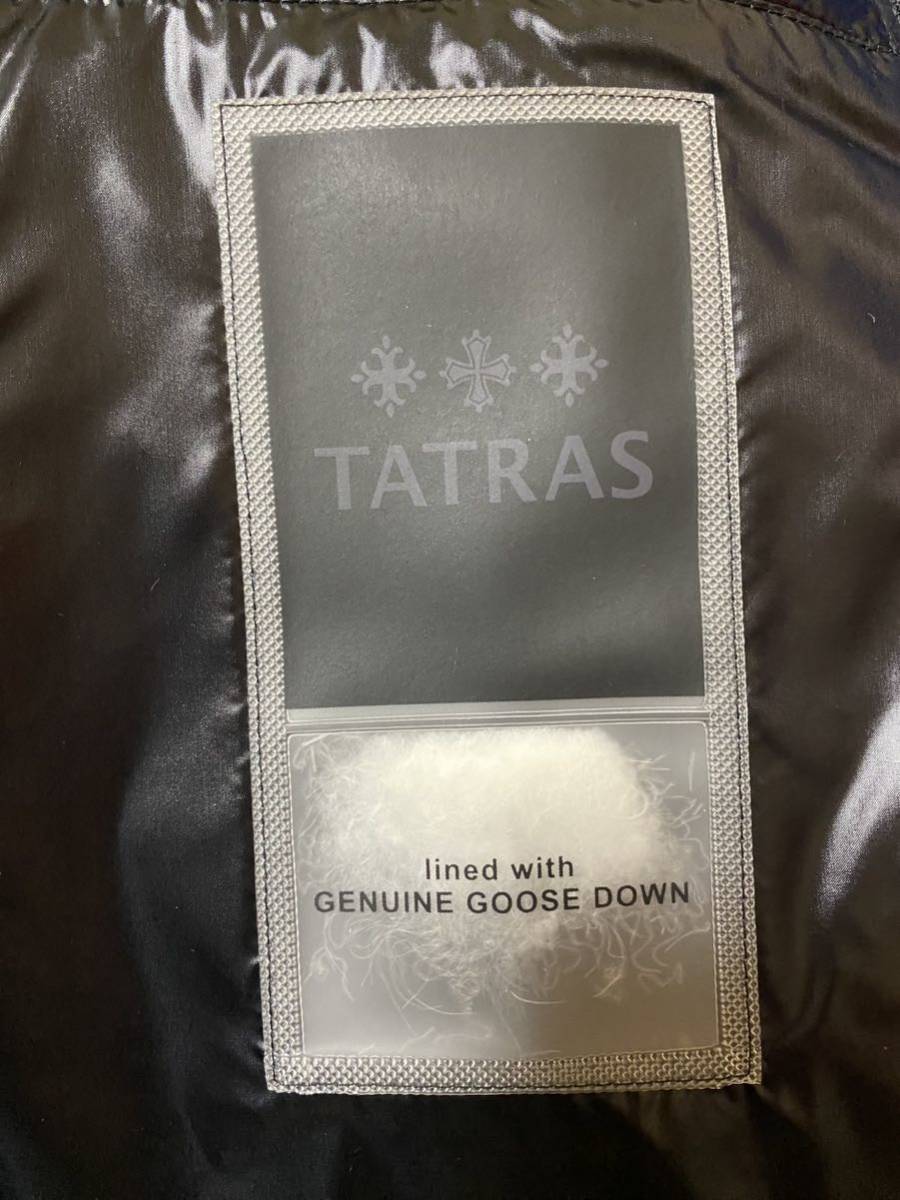 TATRAS
lined with
GENUINE GOOSE DOWN